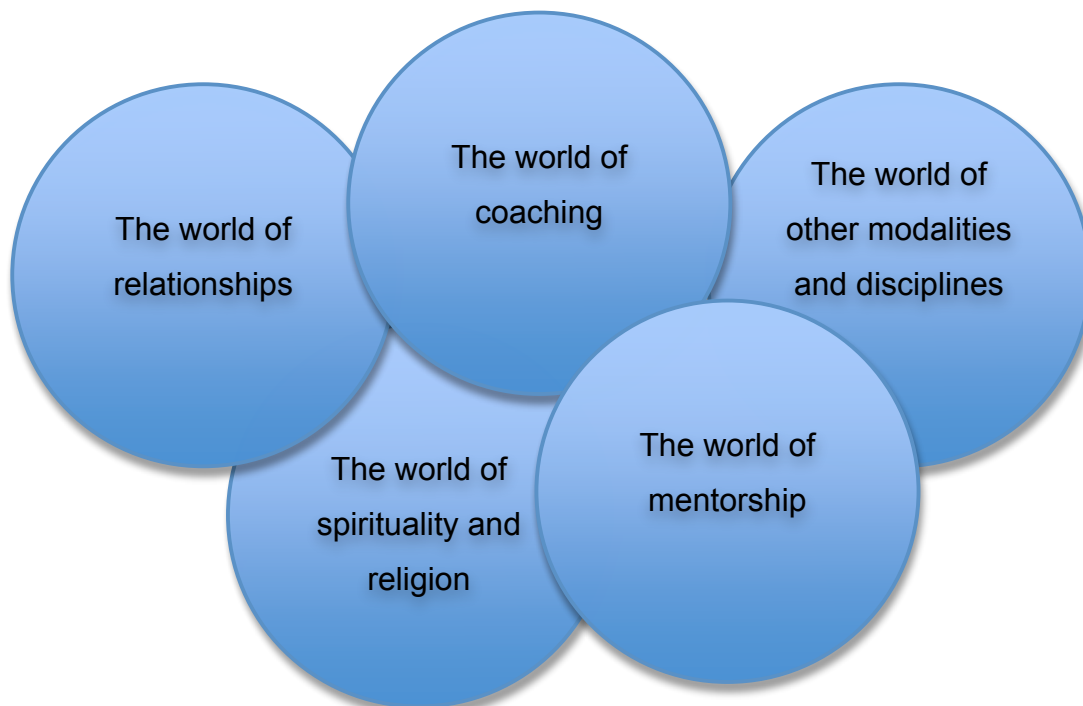 The world of
relationships
The world of
coaching
The world of
other modalities
and disciplines
The world of
spirituality and
religion
The world of
mentorship